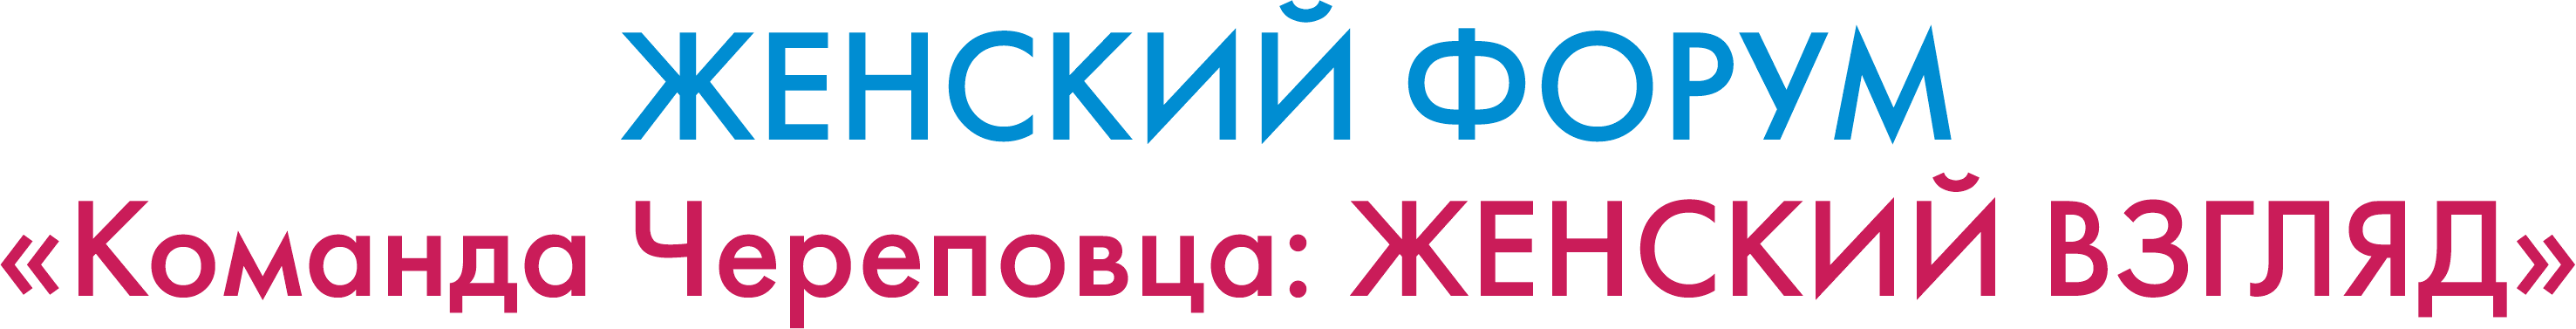 ЖЕНСКИЙ ФОРУМ
«Команда Череповца: ЖЕНСКИЙ ВЗГЛЯД»